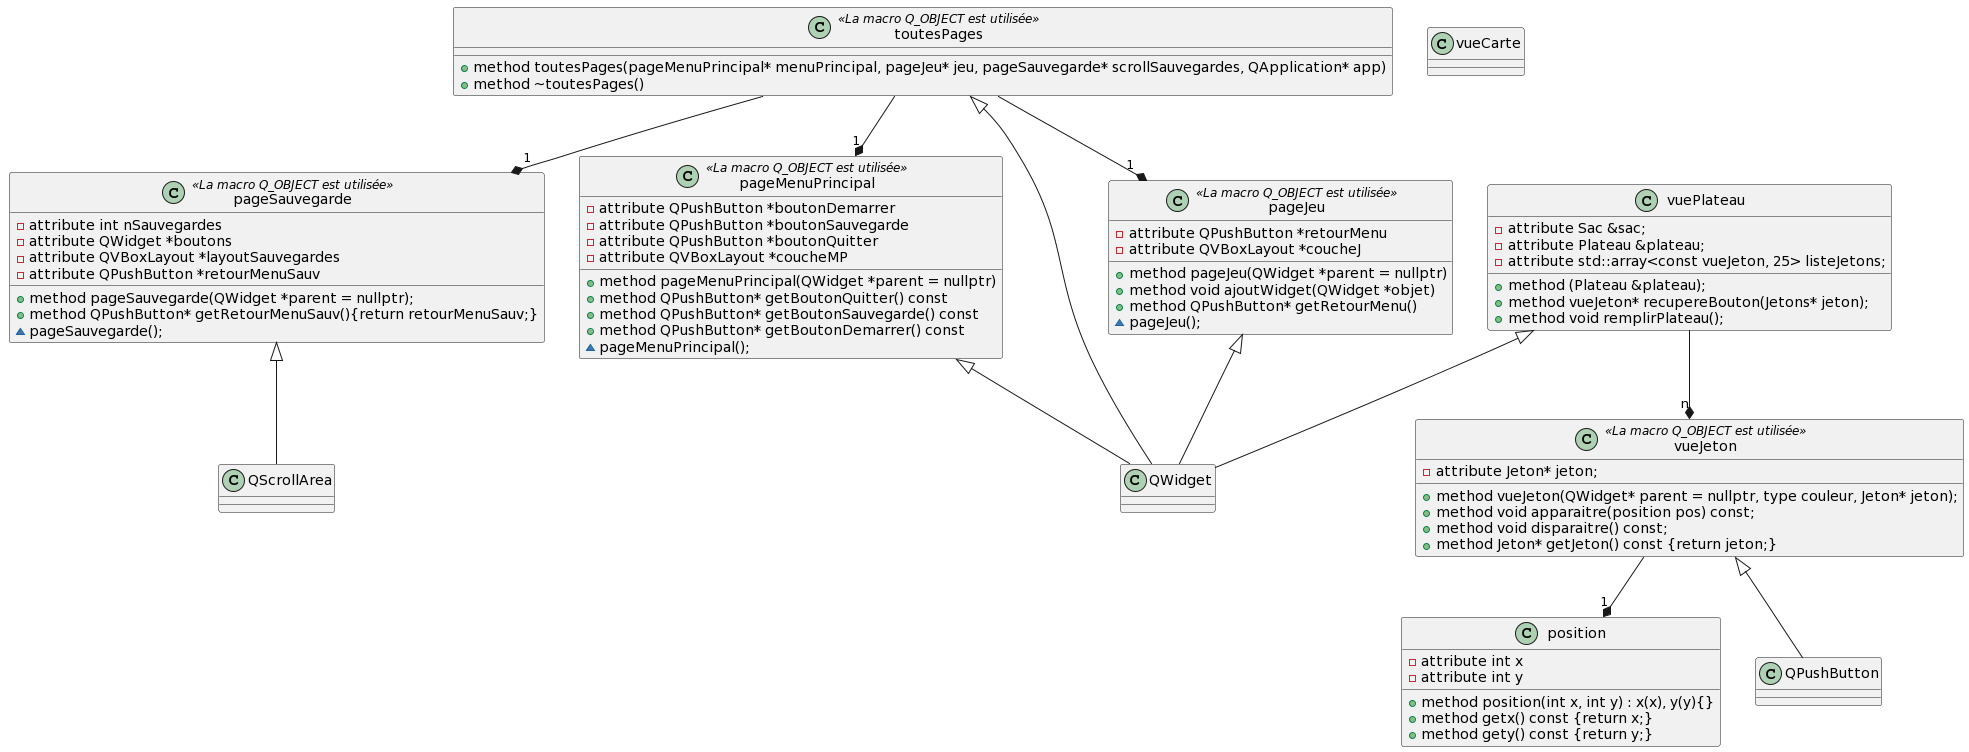 «La macro Q_OBJECT est utilisée»
C
toutesPages
method toutesPages(pageMenuPrincipal* menuPrincipal, pageJeu* jeu, pageSauvegarde* scrollSauvegardes, QApplication* app)
method ~toutesPages()
C
vueCarte
1
1
1
«La macro Q_OBJECT est utilisée»
C
pageSauvegarde
attribute int nSauvegardes
attribute QWidget *boutons
attribute QVBoxLayout *layoutSauvegardes
attribute QPushButton *retourMenuSauv
method pageSauvegarde(QWidget *parent = nullptr);
method QPushButton* getRetourMenuSauv(){return retourMenuSauv;}
pageSauvegarde();
«La macro Q_OBJECT est utilisée»
C
pageMenuPrincipal
attribute QPushButton *boutonDemarrer
attribute QPushButton *boutonSauvegarde
attribute QPushButton *boutonQuitter
attribute QVBoxLayout *coucheMP
method pageMenuPrincipal(QWidget *parent = nullptr)
method QPushButton* getBoutonQuitter() const
method QPushButton* getBoutonSauvegarde() const
method QPushButton* getBoutonDemarrer() const
pageMenuPrincipal();
«La macro Q_OBJECT est utilisée»
C
pageJeu
attribute QPushButton *retourMenu
attribute QVBoxLayout *coucheJ
method pageJeu(QWidget *parent = nullptr)
method void ajoutWidget(QWidget *objet)
method QPushButton* getRetourMenu()
pageJeu();
C
vuePlateau
attribute Sac &sac;
attribute Plateau &plateau;
attribute std::array<const vueJeton, 25> listeJetons;
method (Plateau &plateau);
method vueJeton* recupereBouton(Jetons* jeton);
method void remplirPlateau();
n
C
QScrollArea
C
QWidget
«La macro Q_OBJECT est utilisée»
C
vueJeton
attribute Jeton* jeton;
method vueJeton(QWidget* parent = nullptr, type couleur, Jeton* jeton);
method void apparaitre(position pos) const;
method void disparaitre() const;
method Jeton* getJeton() const {return jeton;}
1
C
position
attribute int x
attribute int y
method position(int x, int y) : x(x), y(y){}
method getx() const {return x;}
method gety() const {return y;}
C
QPushButton